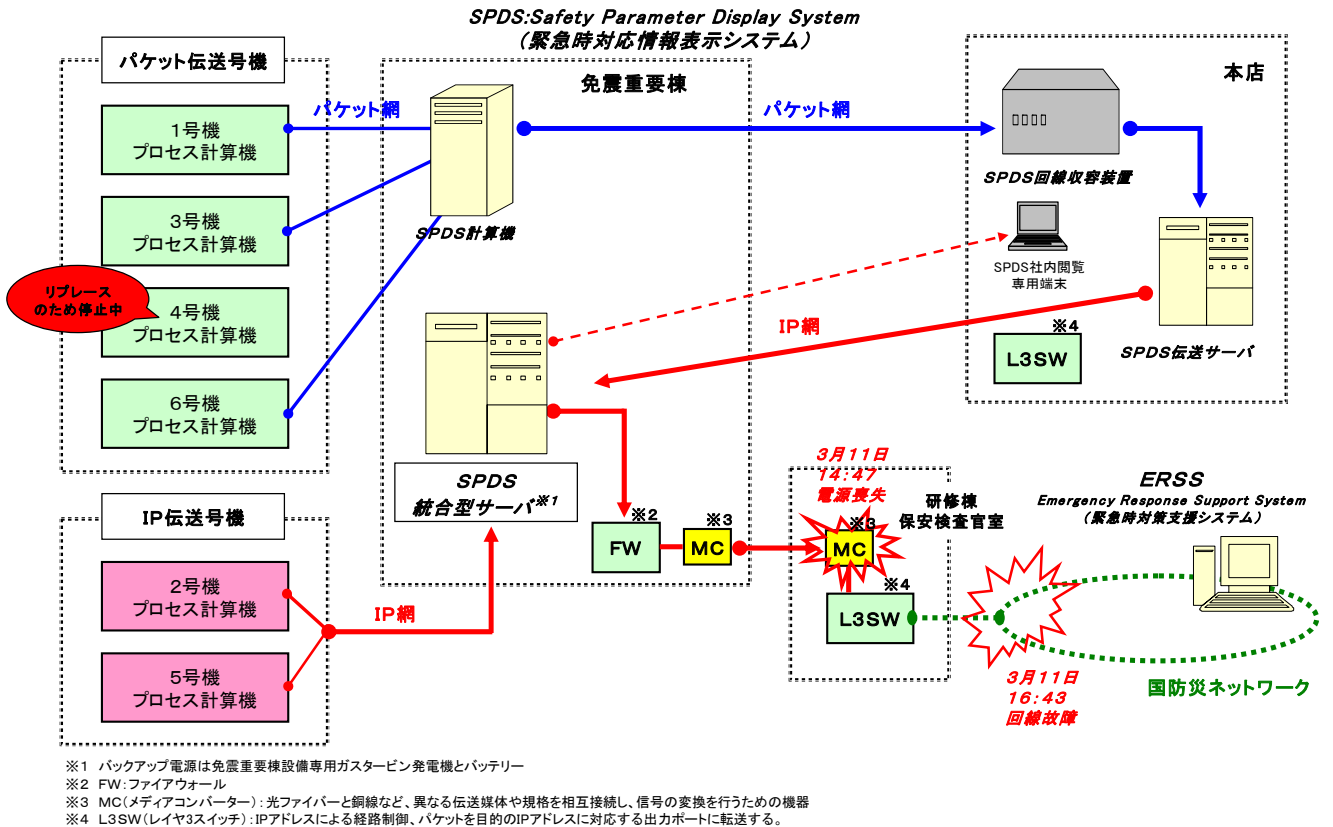 SPDS:Safety Parameter Display System
（緊急時対応情報表示システム）
パケット伝送号機
1号機
プロセス計算機
3号機
プロセス計算機
リプレース
のため停止中
4号機
プロセス計算機
6号機
プロセス計算機
パケット網
免震重要棟
SPDS計算機
パケット網
本店
SPDS回線収容装置
SPDS社内閲覧
専用端末
IP網
※4
L3SW
SPDS伝送サーバ
SPDS
統合型サーバ※1
IP伝送号機
2号機
プロセス計算機
5号機
プロセス計算機
IP網
※2
FW
※3
MC
3月11日
14:47
電源喪失
研修棟
保安検査官室
※3
MC
※4
L3SW
ERSS
Emergency Response Support System
（緊急時対策支援システム）
3月11日
16:43
回線故障
国防災ネットワーク
※1 バックアップ電源は免震重要棟設備専用ガスタービン発電機とバッテリー
※2 FW:ファイアウォール
※3 MC(メディアコンバーター):光ファイバーと銅線など、異なる伝送媒体や規格を相互接続し、信号の変換を行うための機器
※4 L3SW(レイヤ3スイッチ):IPアドレスによる経路制御、パケットを目的のIPアドレスに対応する出力ポートに転送する。